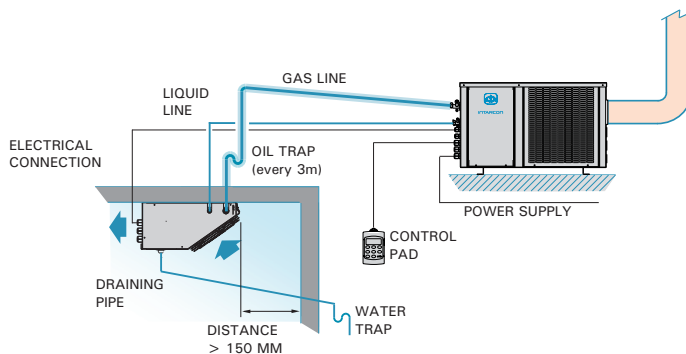 GAS LINE
LIQUID
LINE
INTARCON
ELECTRICAL
CONNECTION
OIL TRAP
(every 3m)
POWER SUPPLY
CONTROL
PAD
DRAINING
PIPE
WATER
TRAP
DISTANCE
> 150 MM